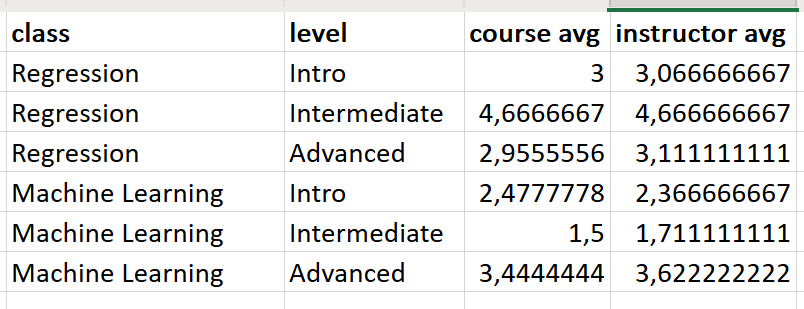 class level course avg instructor avg
Regression Intro 3 3,066666667
Regression Intermediate 4,6666667 4,666666667
Regression Advanced 2,9555556 3,111111111
Machine Learning Intro 2,4777778 2,366666667
Machine Learning Intermediate 1,5 1,711111111
Machine Learning Advanced 3,4444444 3,622222222